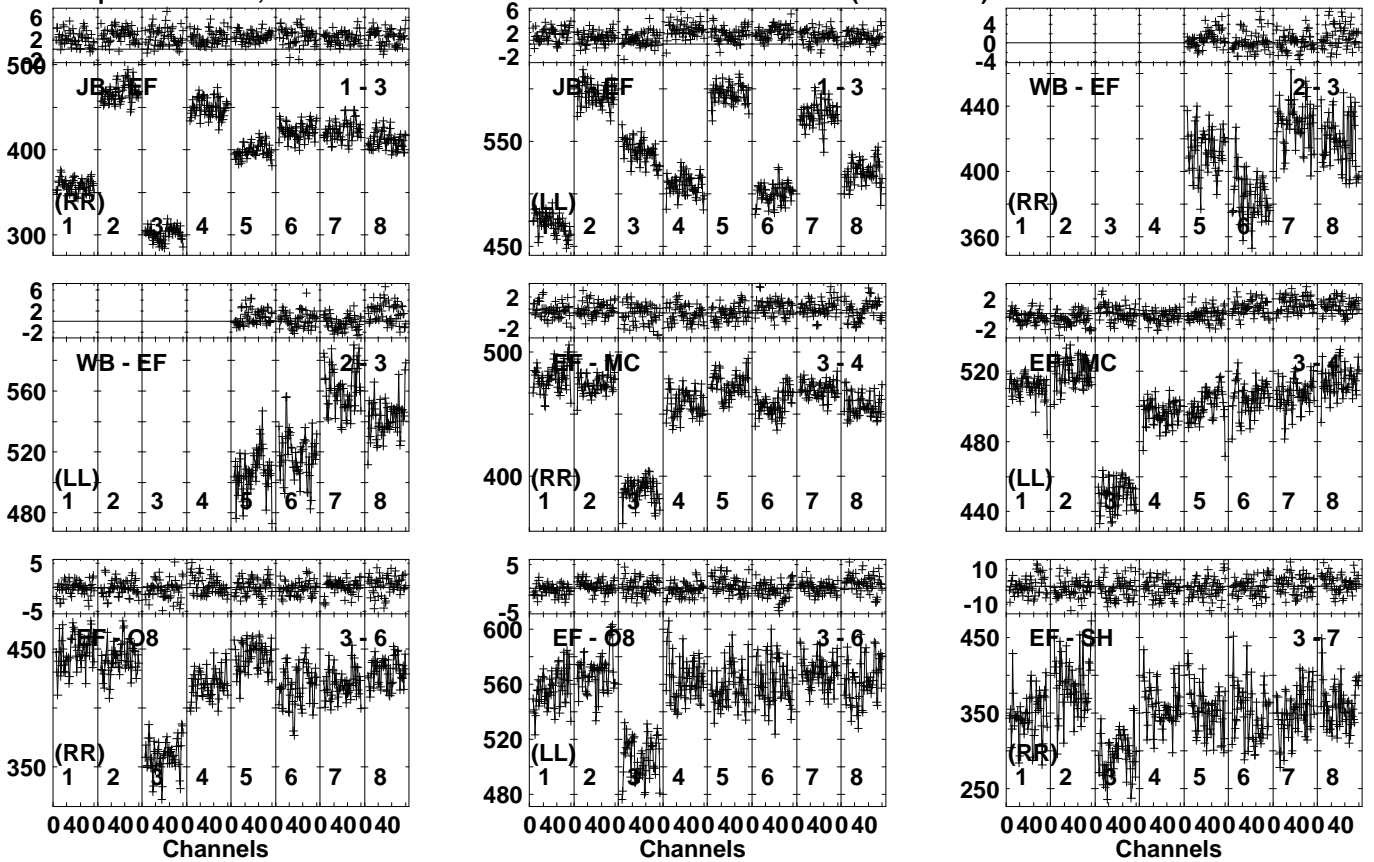 6 2 -2
500 400 300
JB - EF 1 - 3
(RR)
1 2 3 4 5 6 7 8
6 2 -2
550 450
JB - EF 1 - 3
(LL)
1 2 3 4 5 6 7 8
4 0 -4
440 400 360
WB - EF 2 - 3
(RR)
1 2 3 4 5 6 7 8
6 2 -2
560 520 480
WB - EF 2 - 3
(LL)
1 2 3 4 5 6 7 8
2 -2
500 400
EF - MC 3 - 4
(RR)
1 2 3 4 5 6 7 8
2 -2
520 480 440
EF - MC 3 - 4
(LL)
1 2 3 4 5 6 7 8
5 -5
450 350
EF - O8 3 - 6
(RR)
1 2 3 4 5 6 7 8
0 40 0 40 0 40 0 40 0 40 0 40 0 40 0 40
Channels
5 -5
600 560 520 480
EF - O8 3 - 6
(LL)
1 2 3 4 5 6 7 8
0 40 0 40 0 40 0 40 0 40 0 40 0 40 0 40
Channels
10 -10
450 350 250
EF - SH 3 - 7
(RR)
1 2 3 4 5 6 7 8
0 40 0 40 0 40 0 40 0 40 0 40 0 40 0 40
Channels